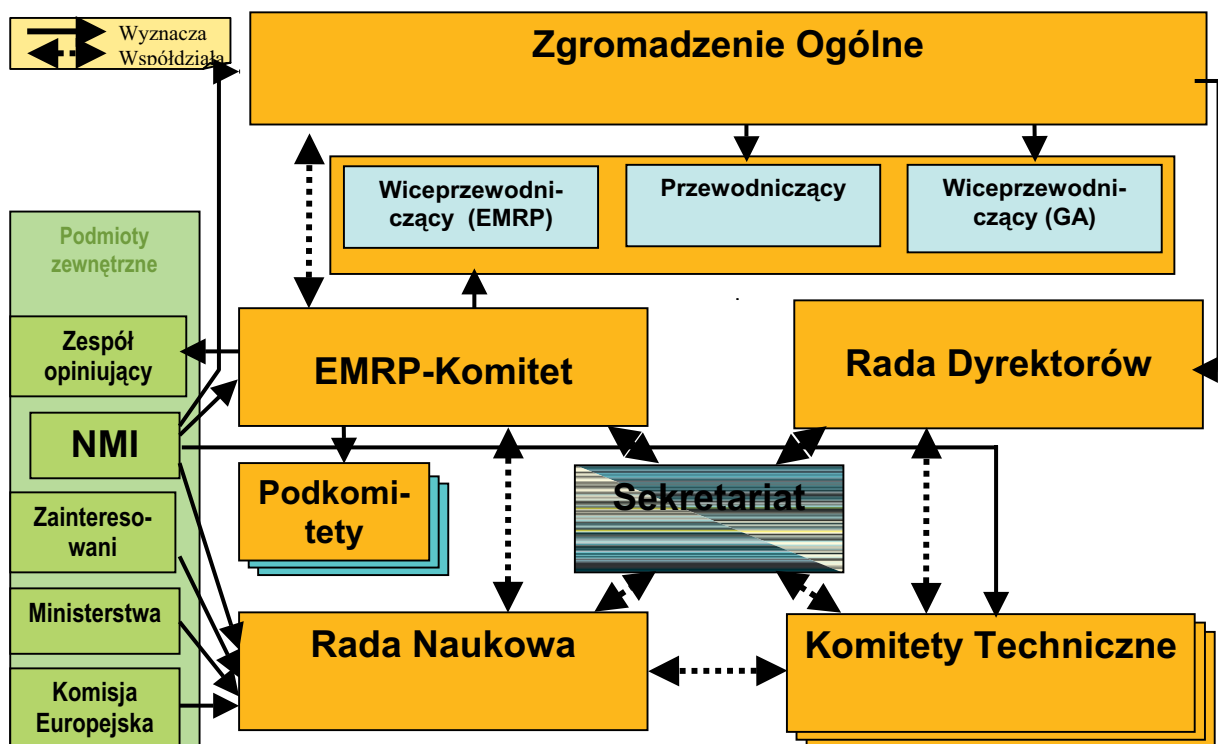 Wyznacza
Współdziała
Zgromadzenie Ogólne
Wiceprzewodni-
czący (EMRP)
Przewodniczący
Wiceprzewodni-
czący (GA)
Podmioty
zewnętrzne
Zespół
opiniujący
NMI
Zaintereso-
wani
Ministerstwa
Komisja
Europejska
EMRP-Komitet
Rada Dyrektorów
Podkomi-
tety
Sekretariat
Rada Naukowa
Komitety Techniczne